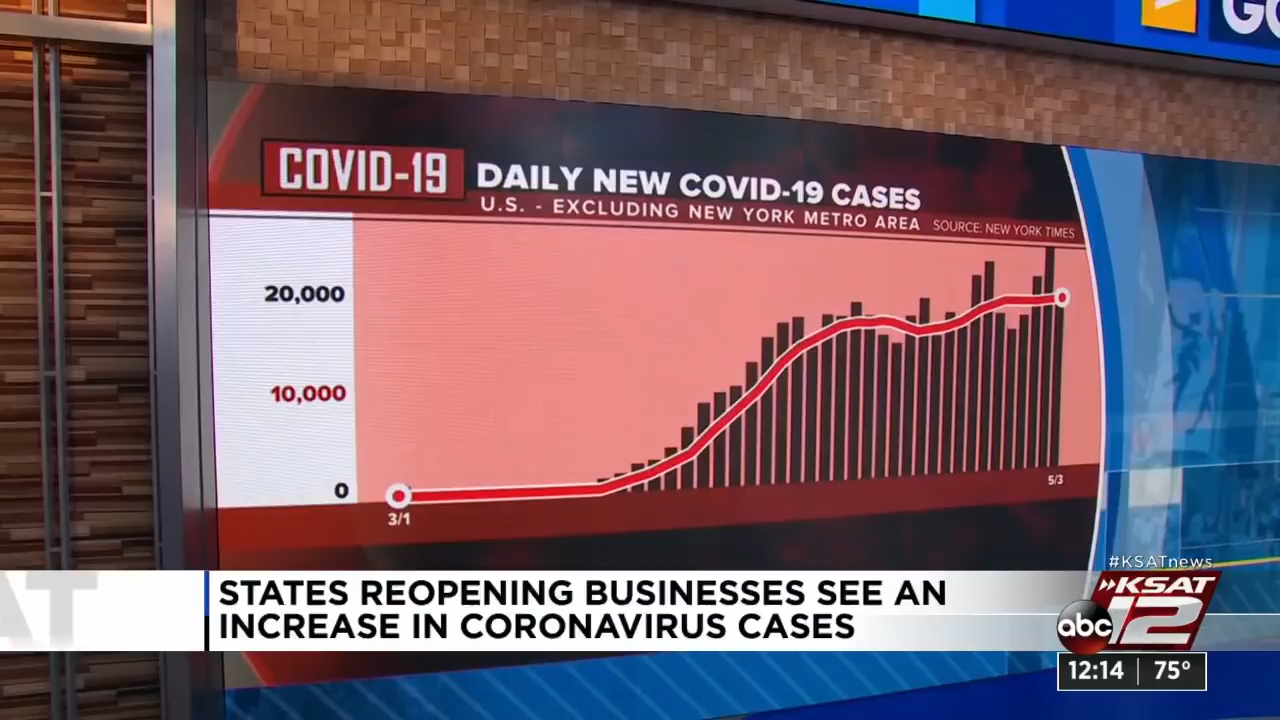 GO
COVID-19
DAILY NEW COVID-19 CASES
U.S. - EXCLUDING NEW YORK METRO AREA
SOURCE: NEW YORK TIMES
20,000
10,000
0
3/1
5/3
#KSATnews
AT
STATES REOPENING BUSINESSES SEE AN
INCREASE IN CORONAVIRUS CASES
KSAT
abc 12
12:14 75°